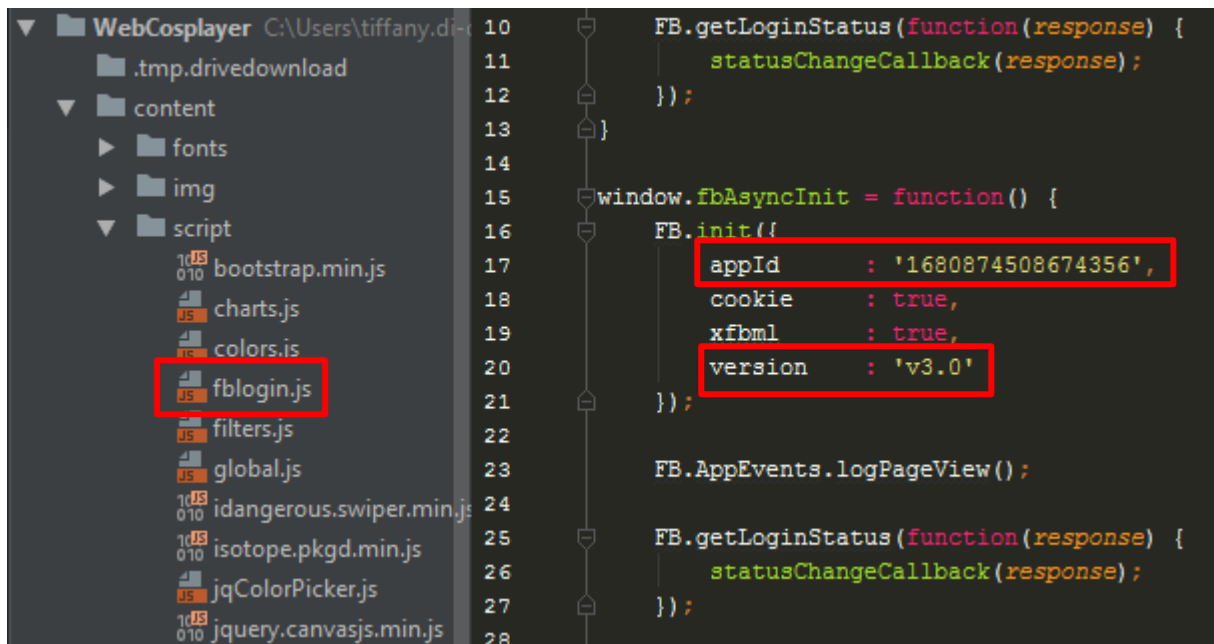 WebCosplayer C:\Users\tiffany.di-c
.tmp.drivedownload
content
fonts
img
script
bootstrap.min.js
charts.js
colors.js
fblogin.js
filters.js
global.js
idangerous.swiper.min.js
isotope.pkgd.min.js
jqColorPicker.js
jquery.canvasjs.min.js
10 FB.getLoginStatus(function(response) {
11 statusChangeCallback(response);
12 });
13 }
14
15 window.fbAsyncInit = function() {
16 FB.init({
17 appId : '1680874508674356',
18 cookie : true,
19 xfbml : true,
20 version : 'v3.0'
21 });
22
23 FB.AppEvents.logPageView();
24
25 FB.getLoginStatus(function(response) {
26 statusChangeCallback(response);
27 });
28